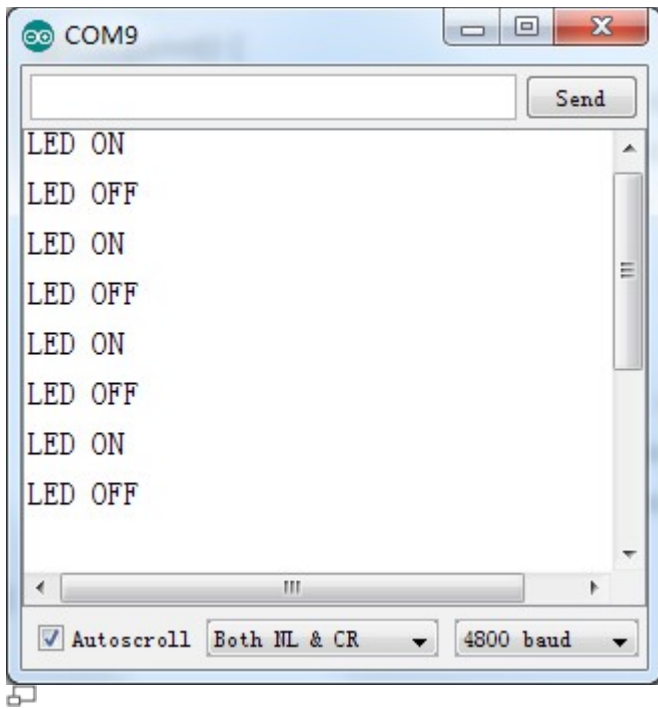 COM9
Send
LED ON
LED OFF
LED ON
LED OFF
LED ON
LED OFF
LED ON
LED OFF
Autoscroll Both NL & CR 4800 baud